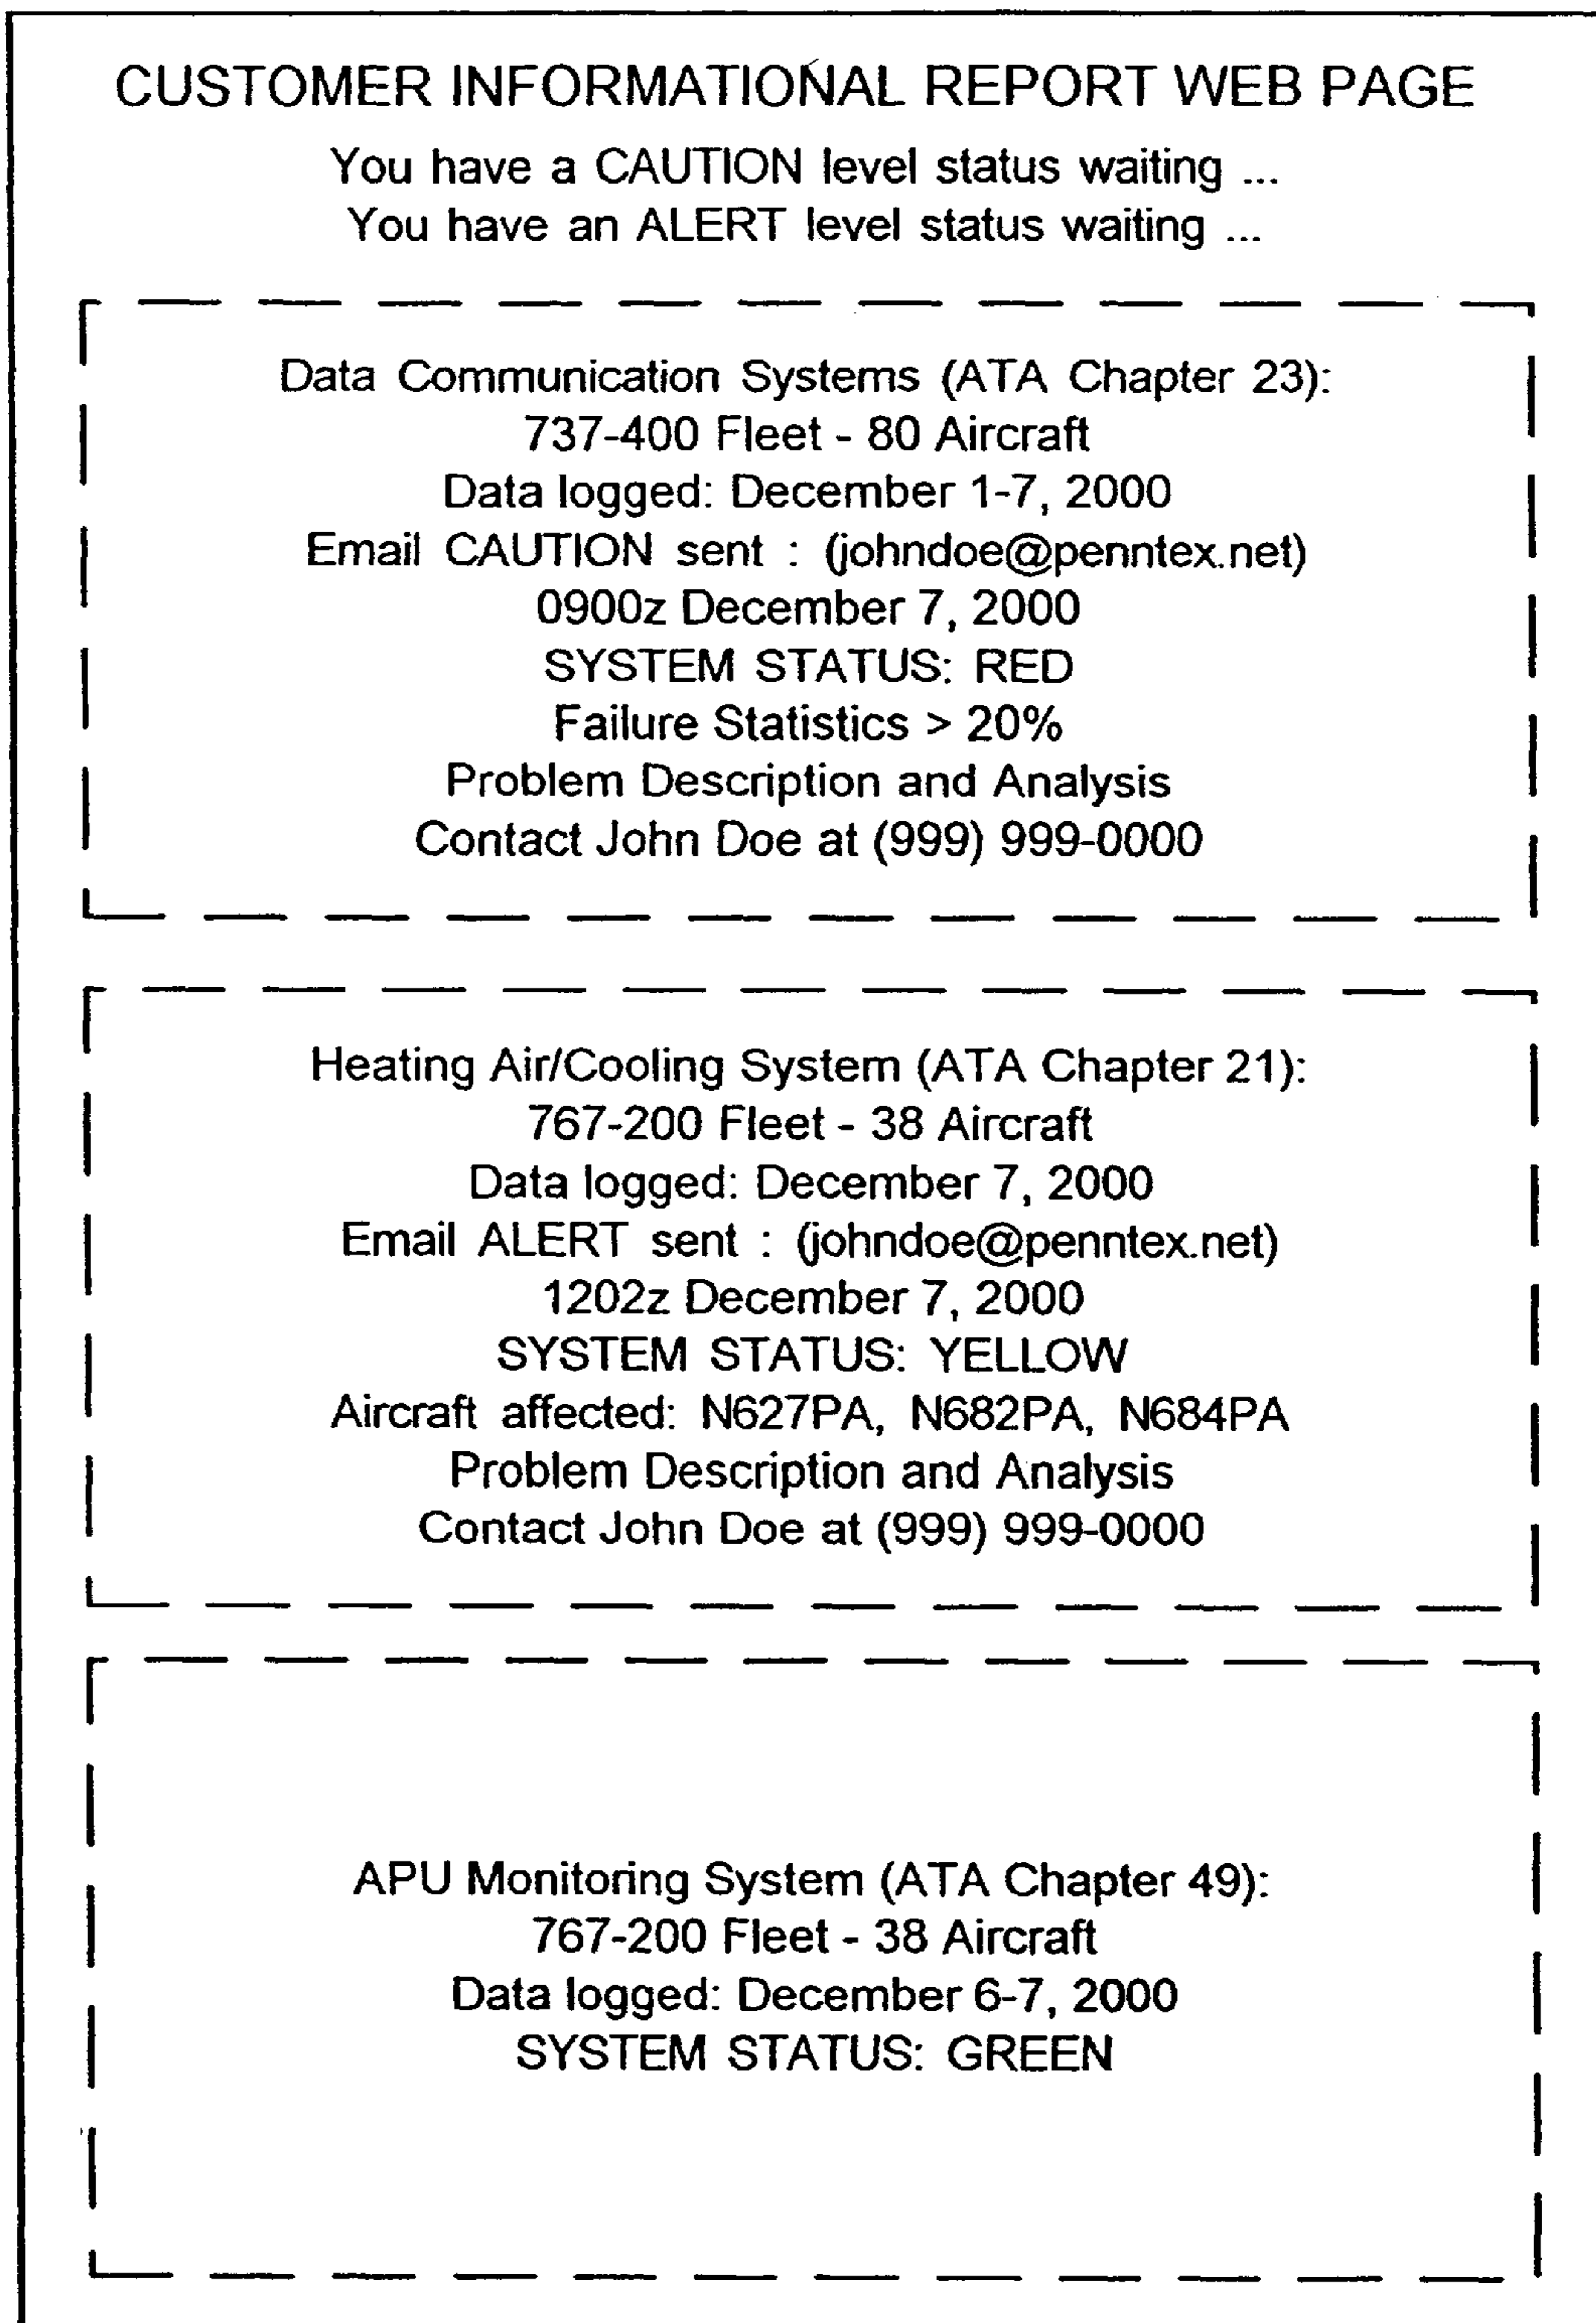 CUSTOMER INFORMATIONAL REPORT WEB PAGE
You have a CAUTION level status waiting ...
You have an ALERT level status waiting ...
Data Communication Systems (ATA Chapter 23):
737-400 Fleet - 80 Aircraft
Data logged: December 1-7, 2000
Email CAUTION sent : (johndoe@penntex.net)
0900z December 7, 2000
SYSTEM STATUS: RED
Failure Statistics > 20%
Problem Description and Analysis
Contact John Doe at (999) 999-0000
Heating Air/Cooling System (ATA Chapter 21):
767-200 Fleet - 38 Aircraft
Data logged: December 7, 2000
Email ALERT sent : (johndoe@penntex.net)
1202z December 7, 2000
SYSTEM STATUS: YELLOW
Aircraft affected: N627PA, N682PA, N684PA
Problem Description and Analysis
Contact John Doe at (999) 999-0000
APU Monitoring System (ATA Chapter 49):
767-200 Fleet - 38 Aircraft
Data logged: December 6-7, 2000
SYSTEM STATUS: GREEN